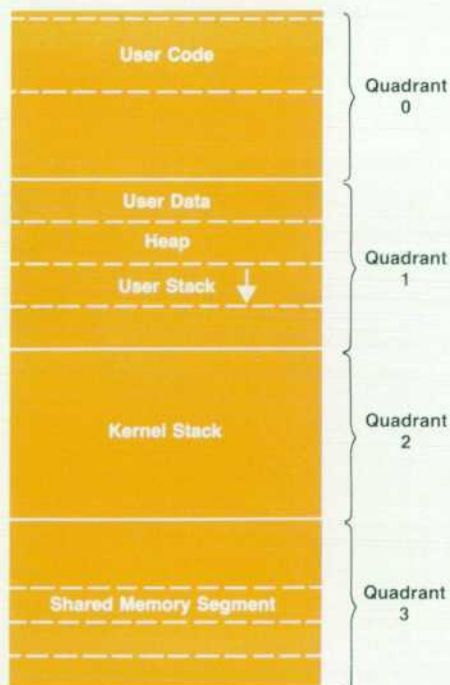 User Code
Quadrant
0
User Data
Heap
User Stack
Quadrant
1
Kernel Stack
Quadrant
2
Shared Memory Segment
Quadrant
3